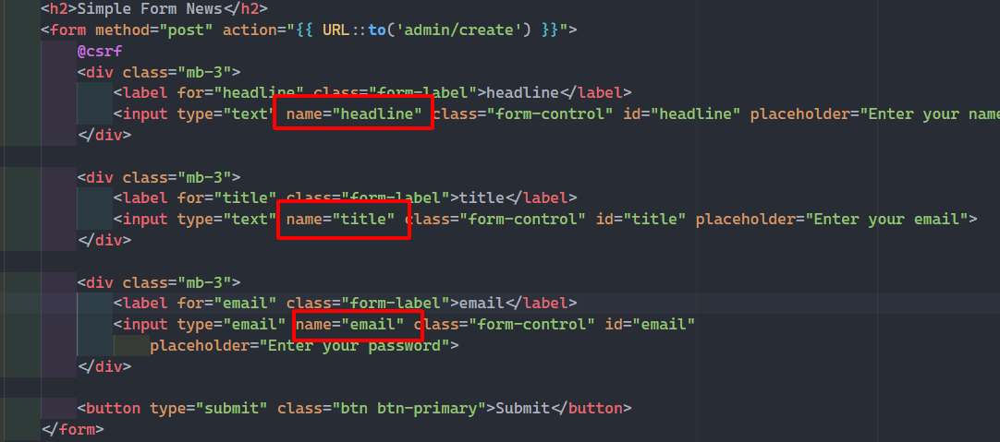 <h2>Simple Form News</h2>
<form method="post" action="{{ URL::to('admin/create') }}">
@csrf
<div class="mb-3">
<label for="headline" class="form-label">headline</label>
<input type="text" name="headline" class="form-control" id="headline" placeholder="Enter your name
</div>
<div class="mb-3">
<label for="title" class="form-label">title</label>
<input type="text" name="title" class="form-control" id="title" placeholder="Enter your email">
</div>
<div class="mb-3">
<label for="email" class="form-label">email</label>
<input type="email" name="email" class="form-control" id="email"
placeholder="Enter your password">
</div>
<button type="submit" class="btn btn-primary">Submit</button>
</form>